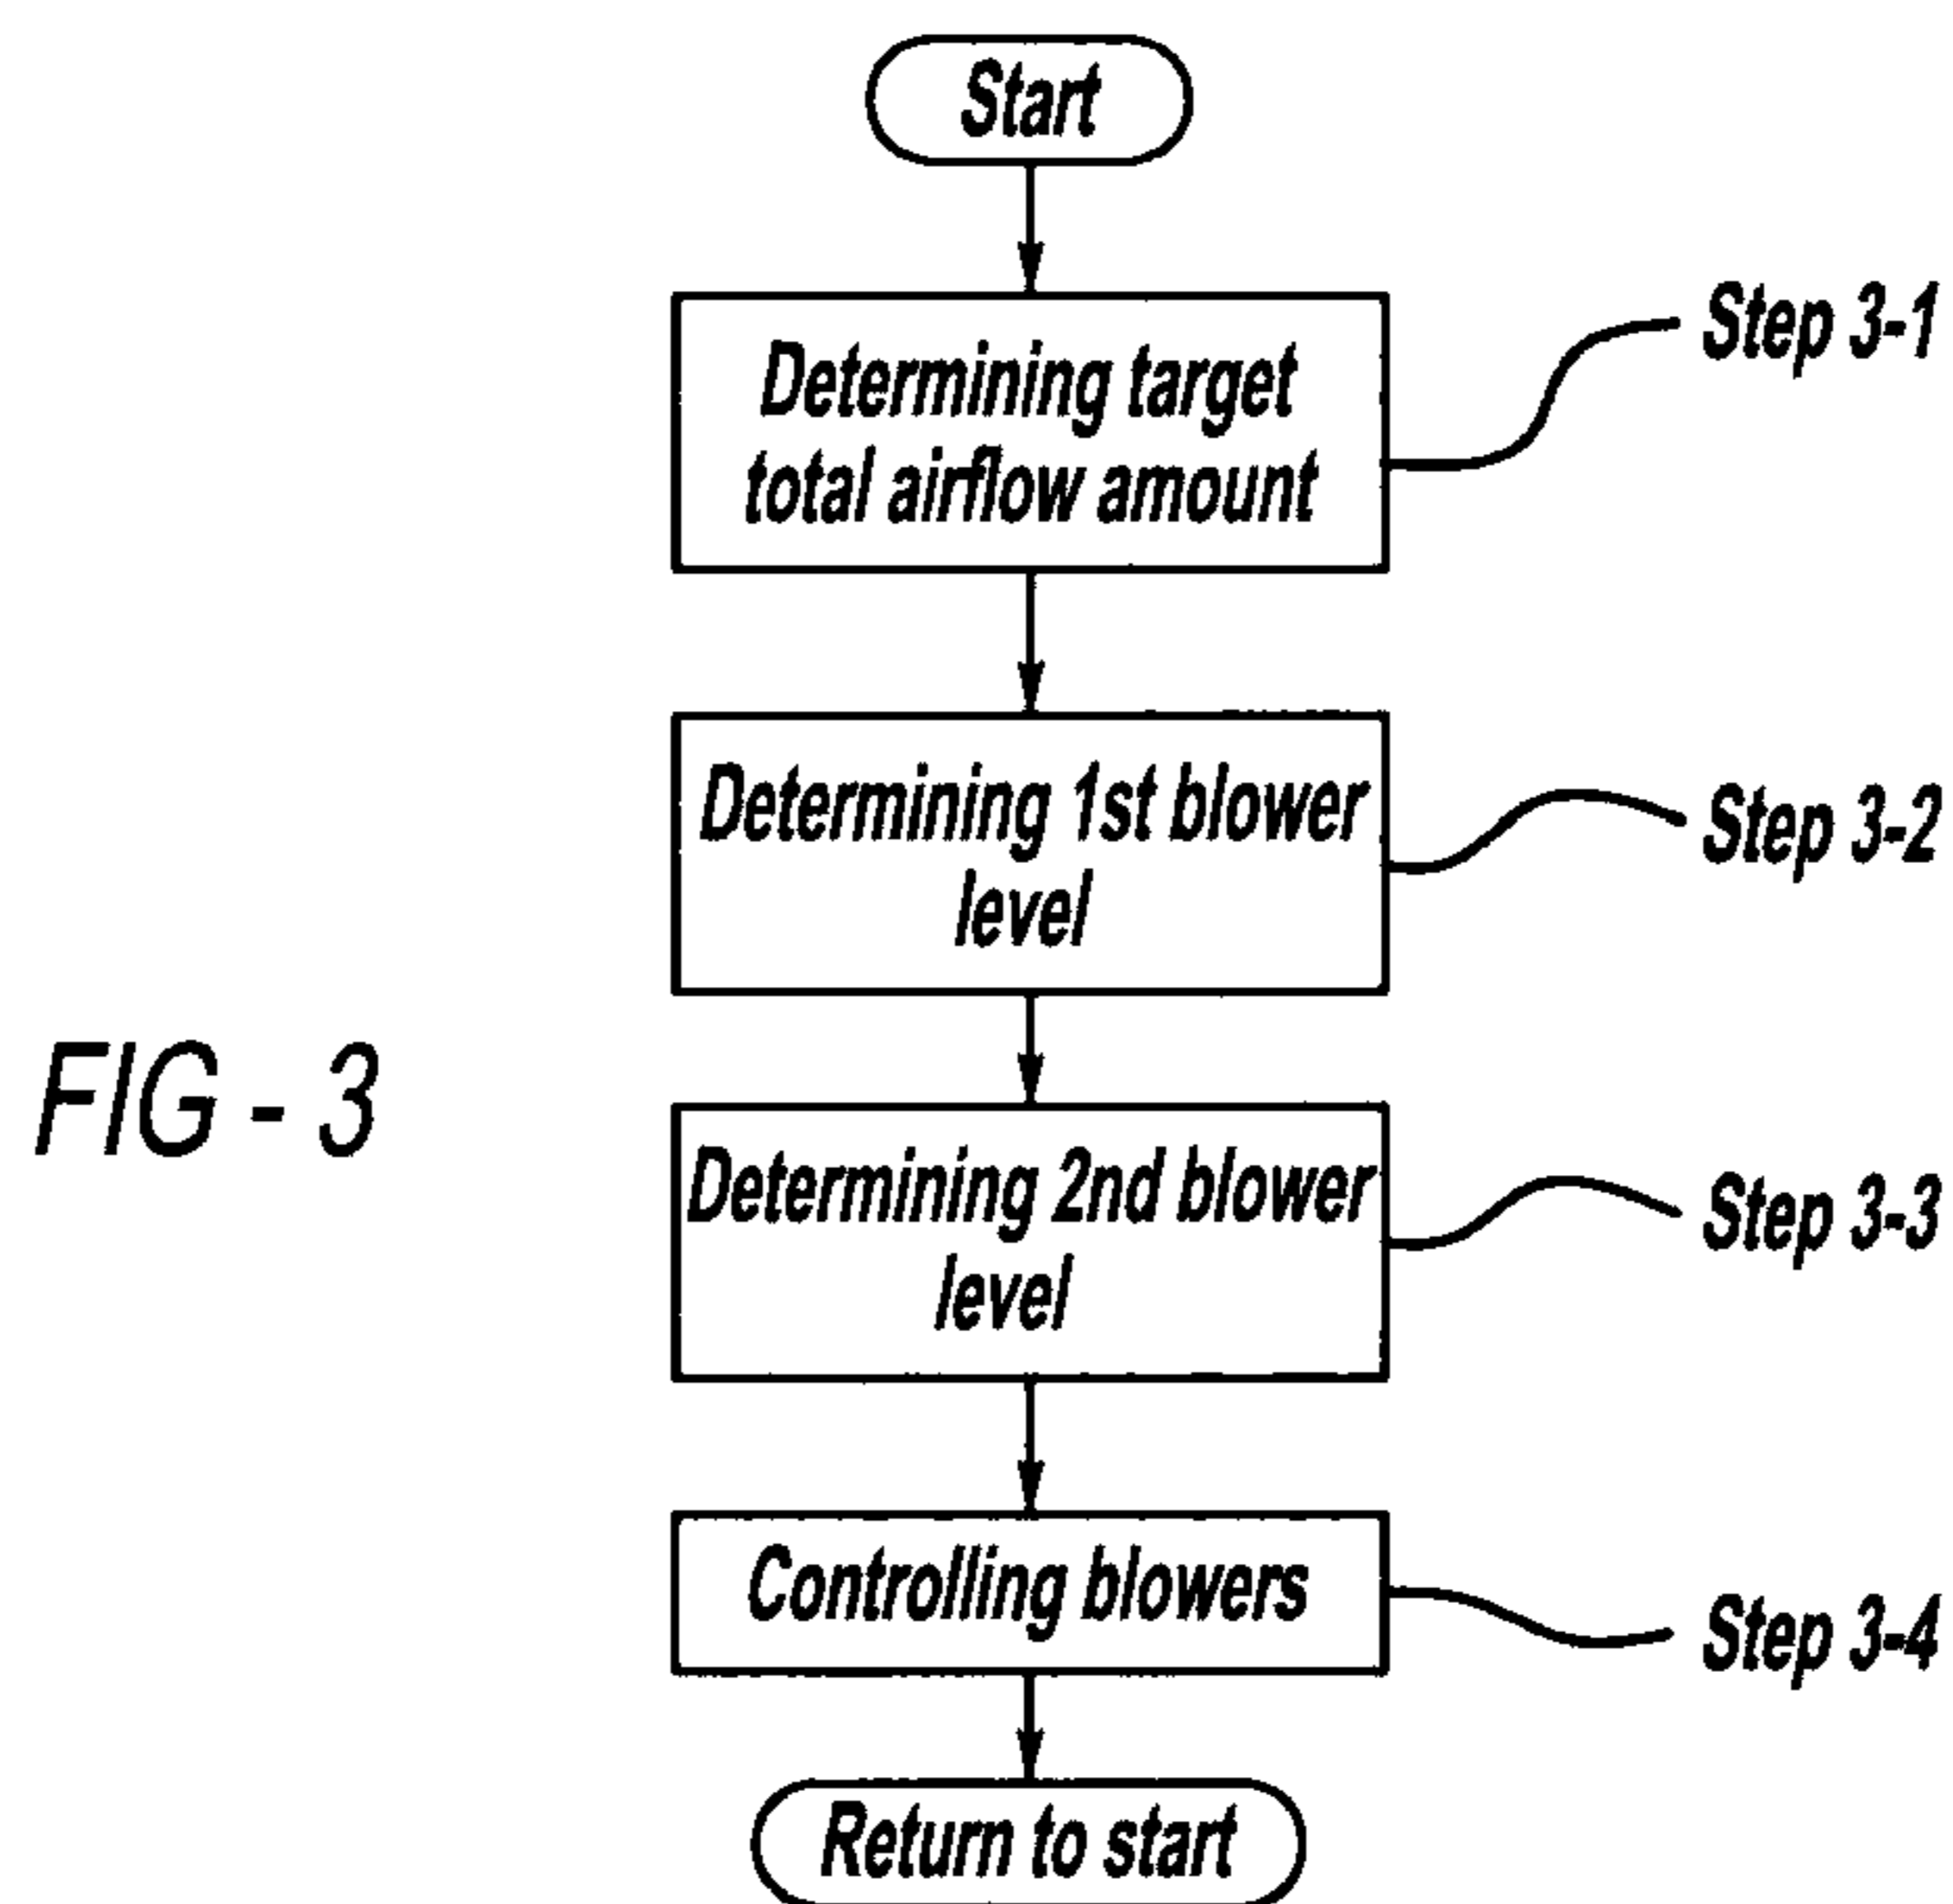 Start
Determining target
total airflow amount
Step 3-1
Determining 1st blower
level
Step 3-2
FIG - 3
Determining 2nd blower
level
Step 3-3
Controlling blowers
Step 3-4
Return to start